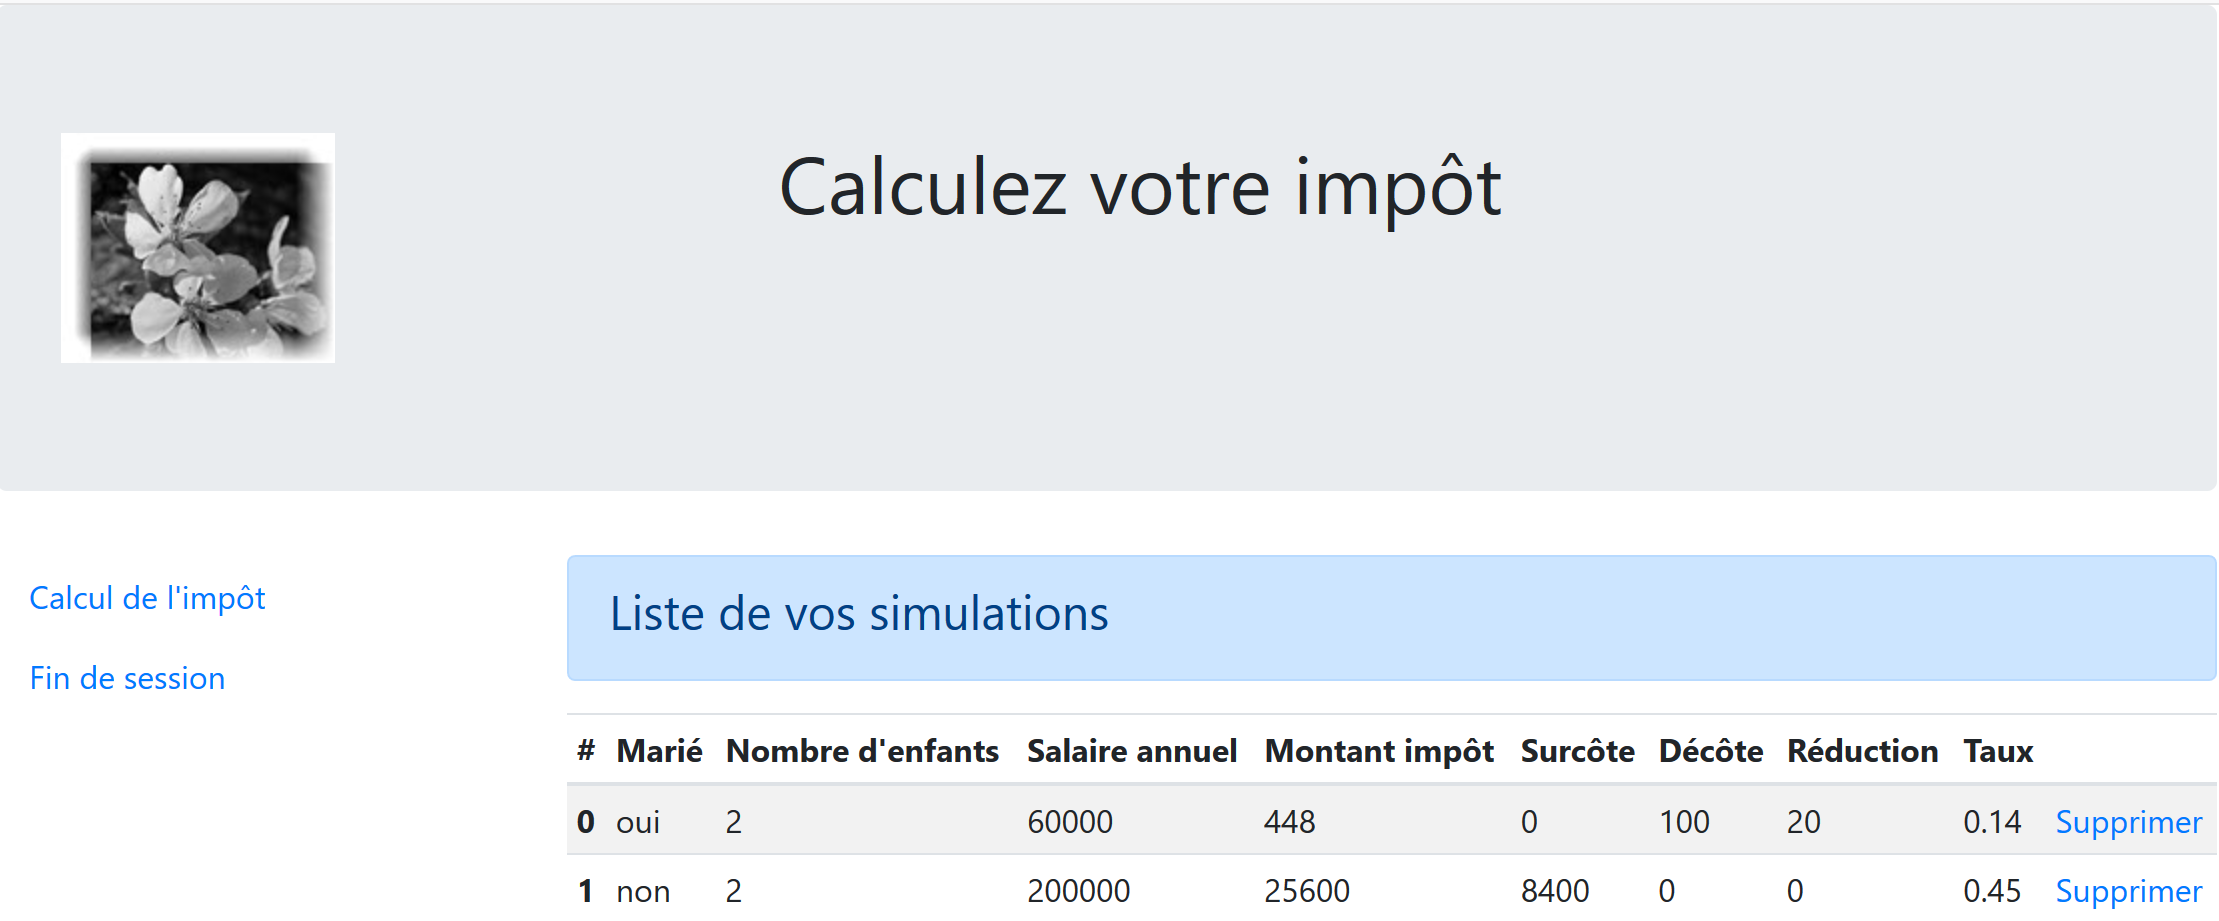 Calculez votre impôt
Calcul de l'impôt
Fin de session
Liste de vos simulations
# Marié Nombre d'enfants Salaire annuel Montant impôt Surcôte Décôte Réduction Taux
0 oui 2 60000 448 0 100 20 0.14 Supprimer
1 non 2 200000 25600 8400 0 0 0.45 Supprimer